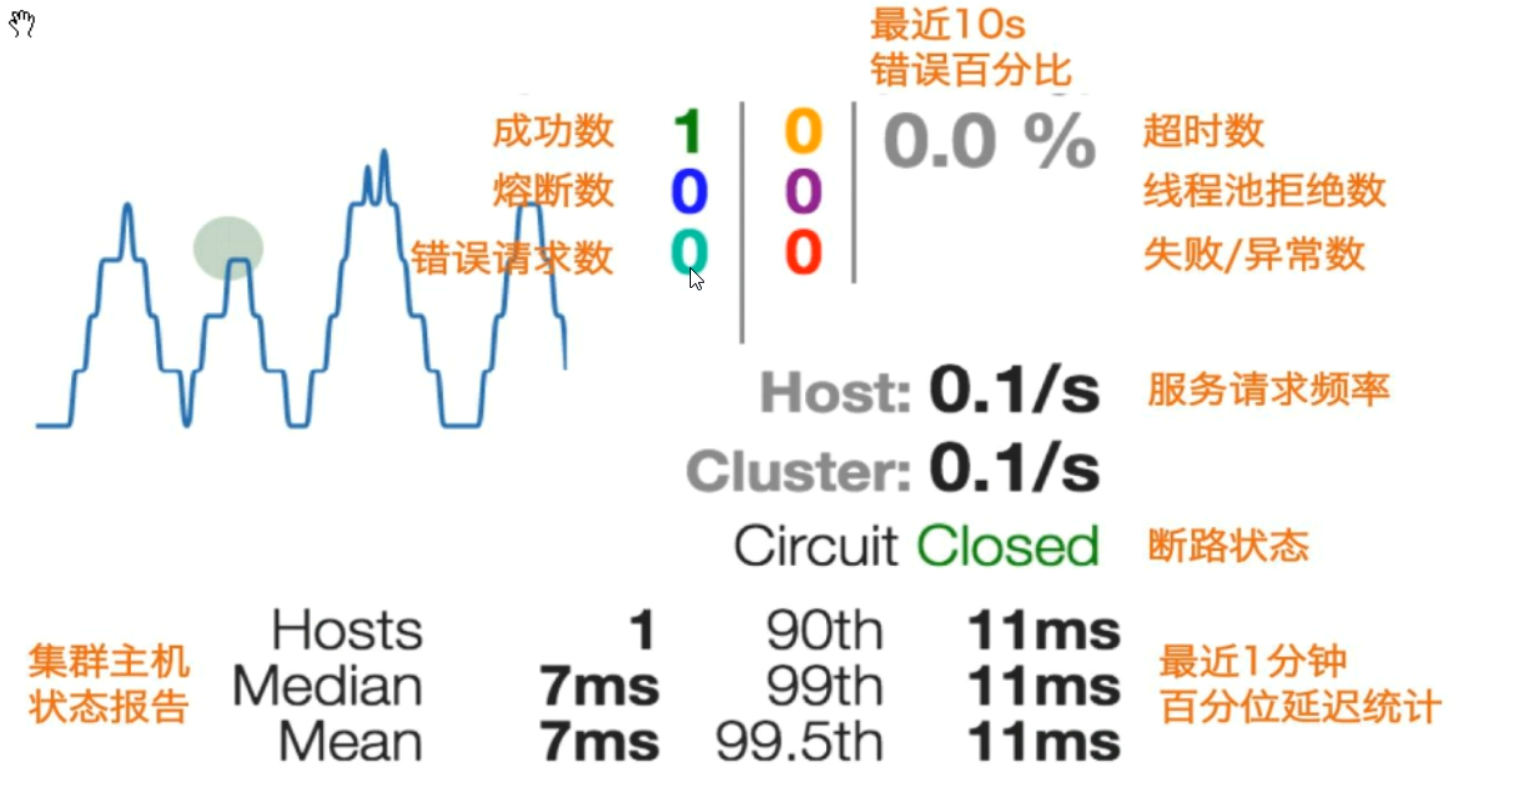 最近10s
错误百分比
成功数 1 0 0.0 % 超时数
熔断数 0 0 线程池拒绝数
错误请求数 0 0 失败/异常数
Host: 0.1/s 服务请求频率
Cluster: 0.1/s
Circuit Closed 断路状态
集群主机
状态报告
Hosts 1 90th 11ms
Median 7ms 99th 11ms
Mean 7ms 99.5th 11ms
最近1分钟
百分位延迟统计